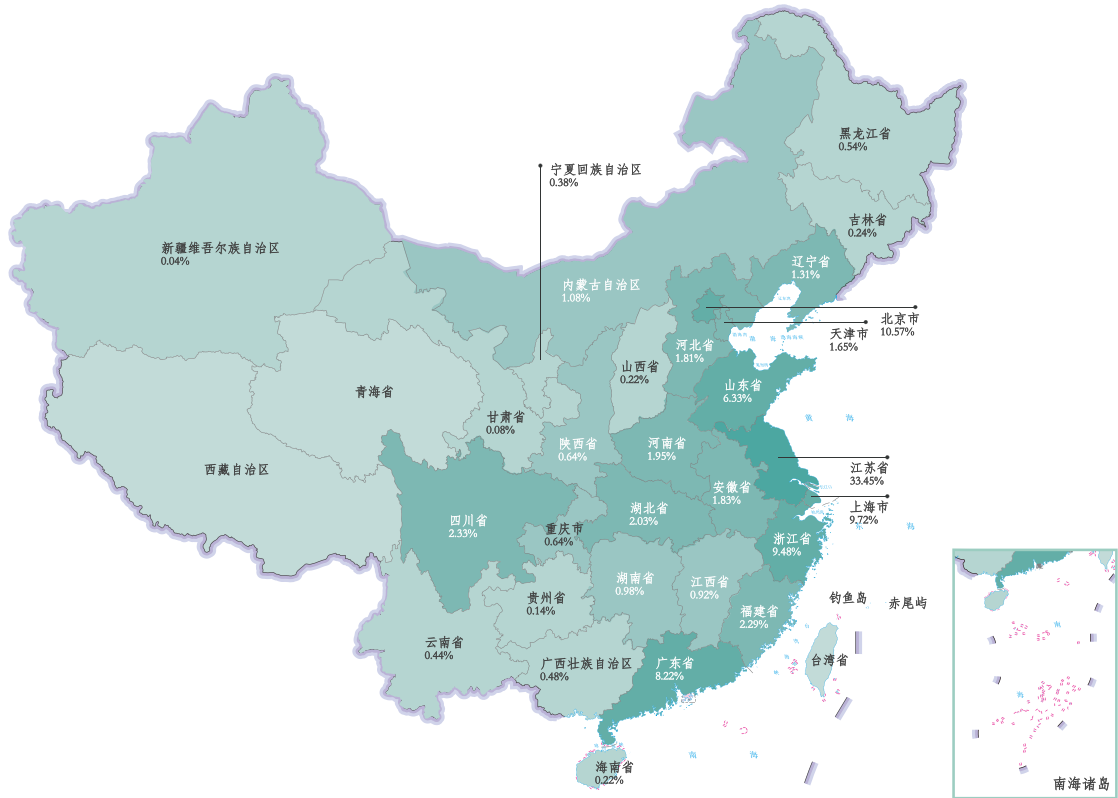 黑龙江省
0.54%
宁夏回族自治区
0.38%
吉林省
0.24%
新疆维吾尔族自治区
0.04%
辽宁省
1.31%
内蒙古自治区
1.08%
北京市
10.57%
天津市
1.65%
河北省
1.81%
山西省
0.22%
山东省
6.33%
青海省
甘肃省
0.08%
陕西省
0.64%
河南省
1.95%
西藏自治区
江苏省
33.45%
安徽省
1.83%
上海市
9.72%
湖北省
2.03%
四川省
2.33%
重庆市
0.64%
浙江省
9.48%
湖南省
0.98%
江西省
0.92%
贵州省
0.14%
福建省
2.29%
钓鱼岛
赤尾屿
云南省
0.44%
广西壮族自治区
0.48%
广东省
8.22%
台湾省
海南省
0.22%
南海诸岛